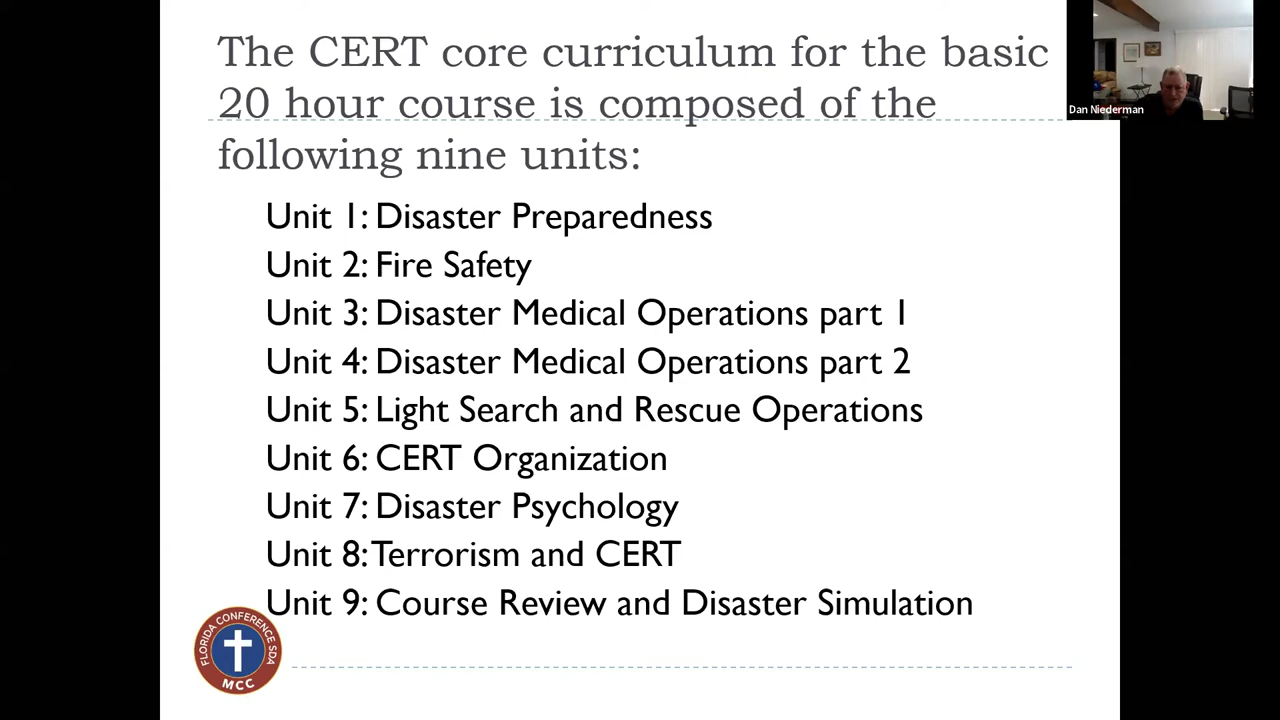 The CERT core curriculum for the basic
20 hour course is composed of the
following nine units:
Dan Niederman
Unit 1: Disaster Preparedness
Unit 2: Fire Safety
Unit 3: Disaster Medical Operations part 1
Unit 4: Disaster Medical Operations part 2
Unit 5: Light Search and Rescue Operations
Unit 6: CERT Organization
Unit 7: Disaster Psychology
Unit 8: Terrorism and CERT
Unit 9: Course Review and Disaster Simulation
FLORIDA CONFERENCE SDA
MCC